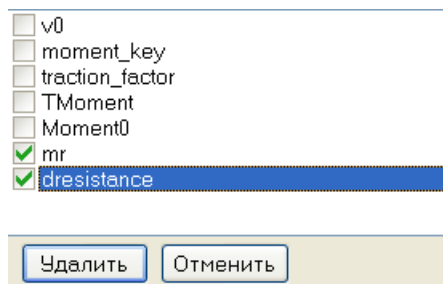 v0
moment_key
traction_factor
TMoment
Moment0
mr
dresistance
Удалить Отменить